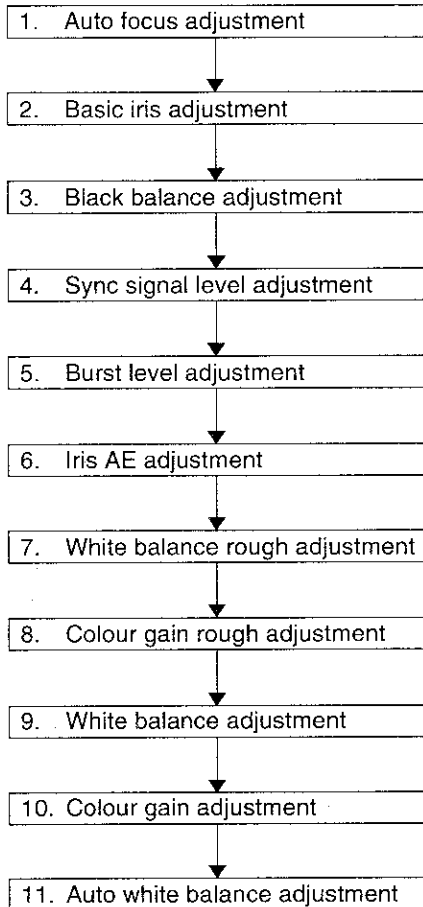 1. Auto focus adjustment
2. Basic iris adjustment
3. Black balance adjustment
4. Sync signal level adjustment
5. Burst level adjustment
6. Iris AE adjustment
7. White balance rough adjustment
8. Colour gain rough adjustment
9. White balance adjustment
10. Colour gain adjustment
11. Auto white balance adjustment